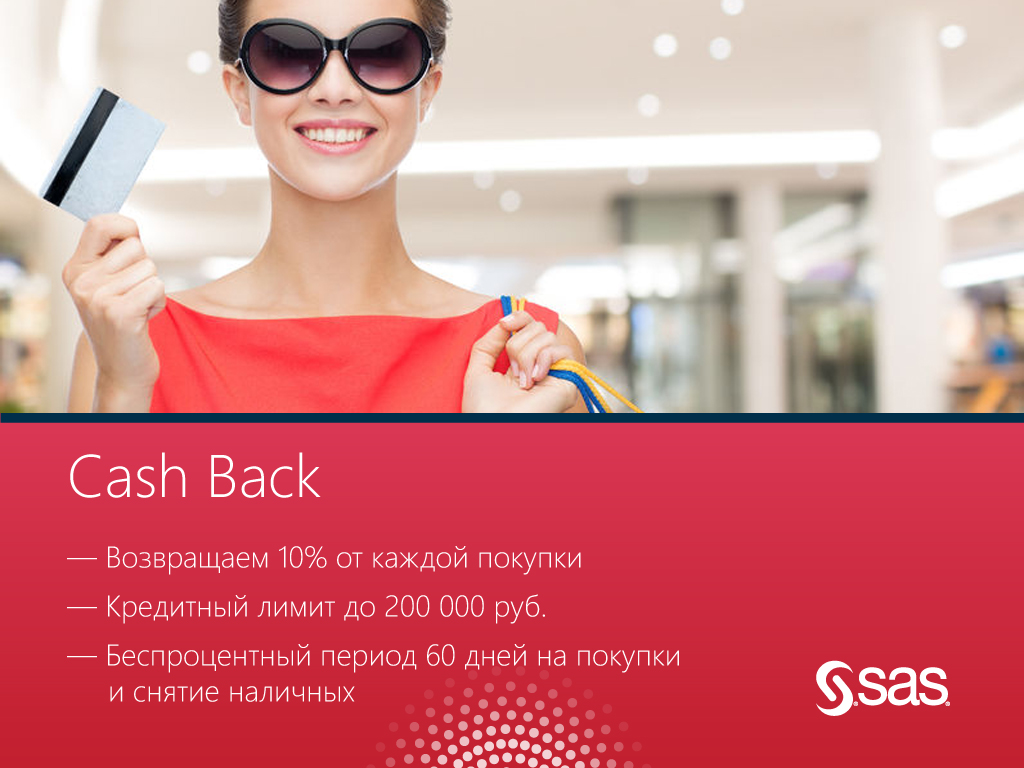 Cash Back
— Возвращаем 10% от каждой покупки
— Кредитный лимит до 200 000 руб.
— Беспроцентный период 60 дней на покупки
и снятие наличных
sas